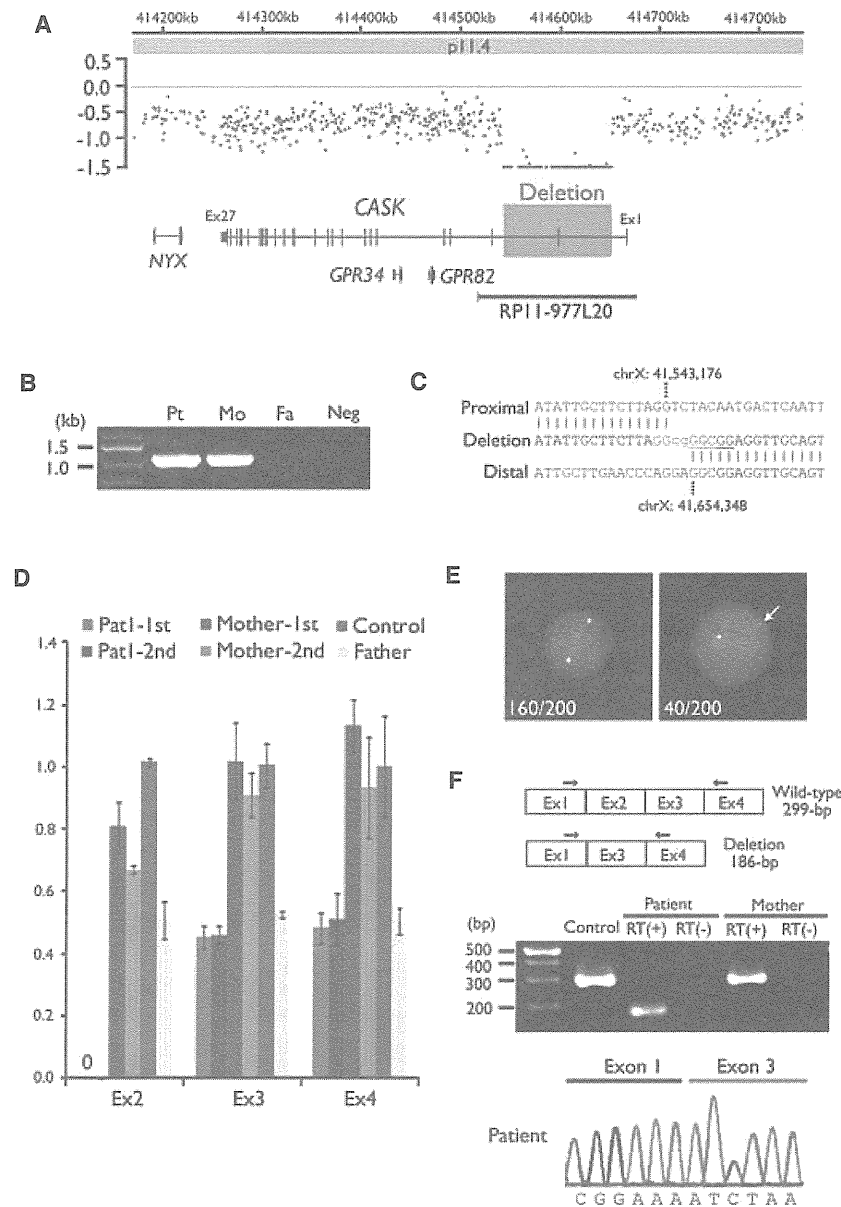 A
414200kb 414300kb 414400kb 414500kb 414600kb 414700kb 414700kb
p11.4
0.5
0.0
-0.5
-1.0
-1.5
Deletion
CASK
Ex27
Ex1
NYX
GPR34
GPR82
RP11-977L20
B
Pt Mo Fa Neg
(kb)
1.5
1.0
C
chrX: 41,543,176
Proximal ATATTGCTTCTTAGGTCTACAATGACTCAATT
Deletion ATATTGCTTCTTAGGcgGGCGGAGGTTGCAGT
Distal ATTGCTTGAACCCAGGAGGCGGAGGTTGCAGT
chrX: 41,654,348
D
Pat1-1st Mother-1st Control
Pat1-2nd Mother-2nd Father
1.4
1.2
1.0
0.8
0.6
0.4
0.2
0.0
0
Ex2 Ex3 Ex4
E
160/200 40/200
F
Ex1 Ex2 Ex3 Ex4
Wild-type
299-bp
Ex1 Ex3 Ex4
Deletion
186-bp
Patient Mother
(bp) Control RT(+) RT(-) RT(+) RT(-)
500
400
300
200
Exon 1 Exon 3
Patient
C G G A A A A T C T A A